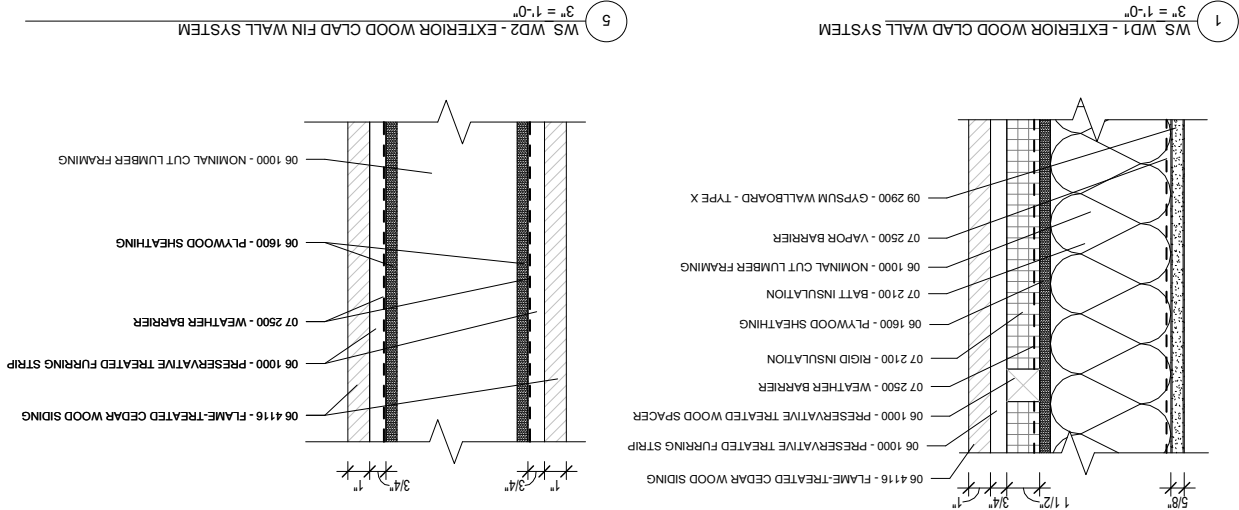 5/8" 1 1/2" 3/4" 1"
06 4116 - FLAME-TREATED CEDAR WOOD SIDING
06 1000 - PRESERVATIVE TREATED FURRING STRIP
06 1000 - PRESERVATIVE TREATED WOOD SPACER
07 2500 - WEATHER BARRIER
07 2100 - RIGID INSULATION
06 1600 - PLYWOOD SHEATHING
07 2100 - BATT INSULATION
06 1000 - NOMINAL CUT LUMBER FRAMING
07 2500 - VAPOR BARRIER
09 2900 - GYPSUM WALLBOARD - TYPE X
1
WS WD1 - EXTERIOR WOOD CLAD WALL SYSTEM
3" = 1'-0"
1" 3/4" 3/4" 1"
06 4116 - FLAME-TREATED CEDAR WOOD SIDING
06 1000 - PRESERVATIVE TREATED FURRING STRIP
07 2500 - WEATHER BARRIER
06 1600 - PLYWOOD SHEATHING
06 1000 - NOMINAL CUT LUMBER FRAMING
5
WS WD2 - EXTERIOR WOOD CLAD FIN WALL SYSTEM
3" = 1'-0"